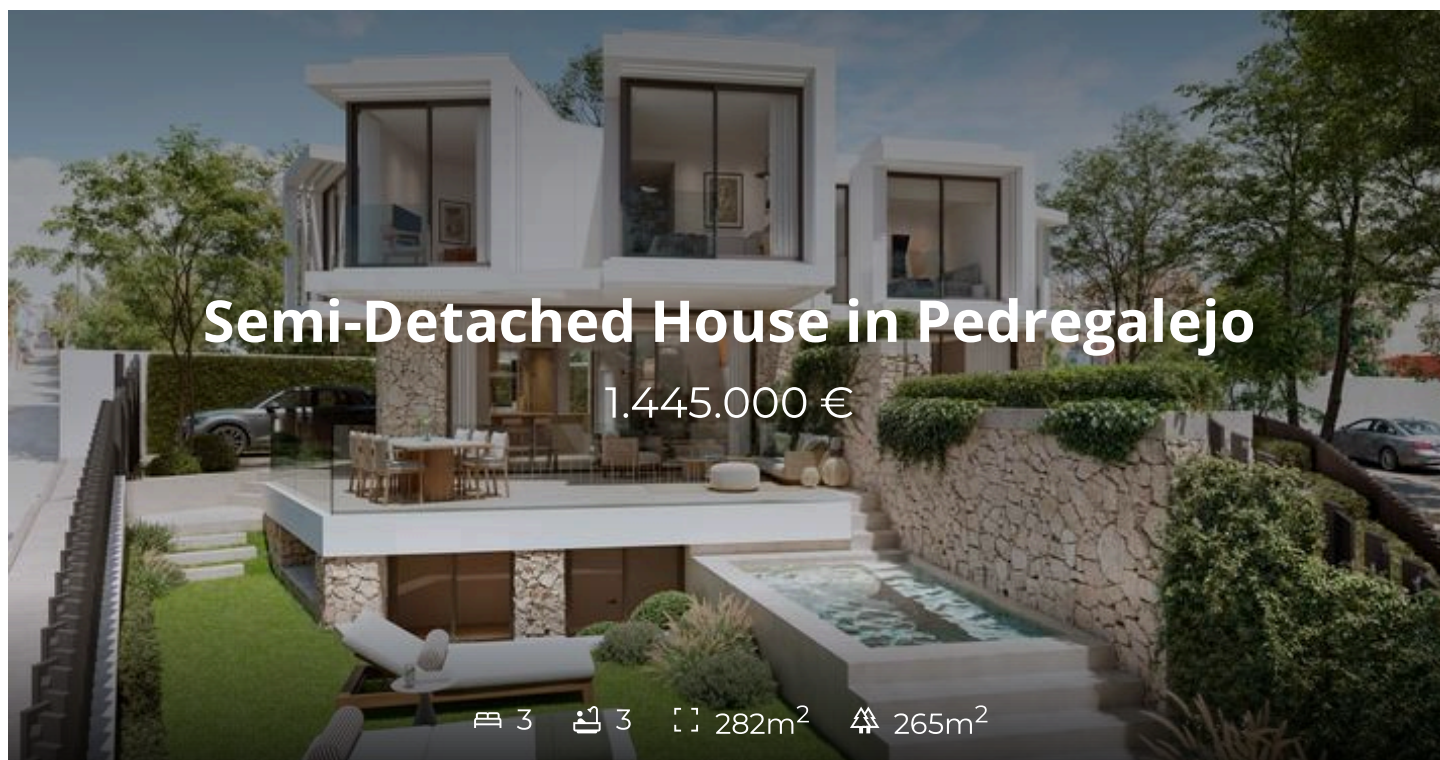 Semi-Detached House in Pedregalejo
1.445.000 €
3 3 282m² 265m²